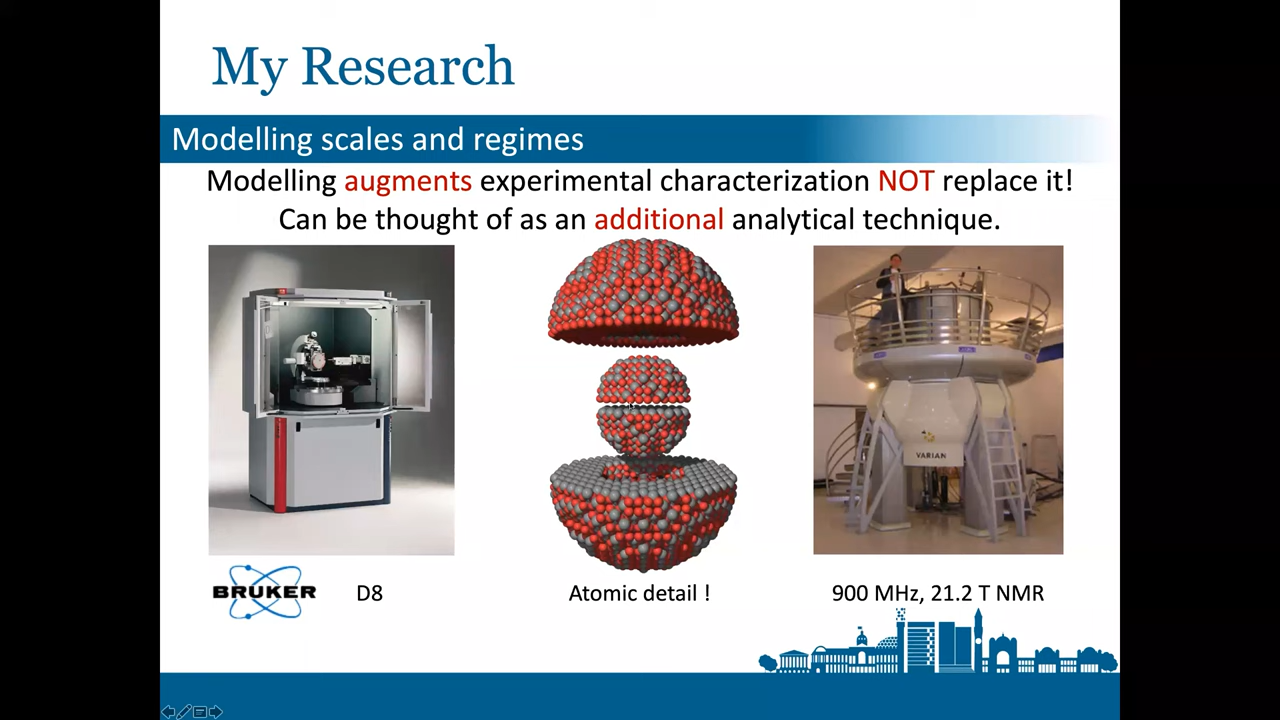 My Research
Modelling scales and regimes
Modelling augments experimental characterization NOT replace it!
Can be thought of as an additional analytical technique.
VARIAN
BRUKER
D8
Atomic detail !
900 MHz, 21.2 T NMR